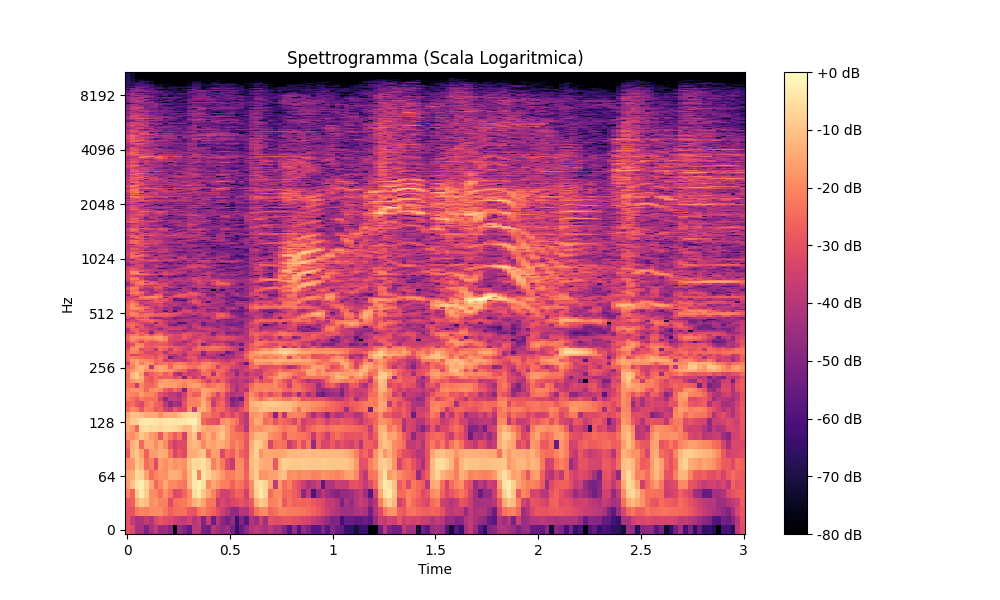 Spettrogramma (Scala Logaritmica)
Hz
8192
4096
2048
1024
512
256
128
64
0
0
0.5
1
1.5
2
2.5
3
Time
+0 dB
-10 dB
-20 dB
-30 dB
-40 dB
-50 dB
-60 dB
-70 dB
-80 dB